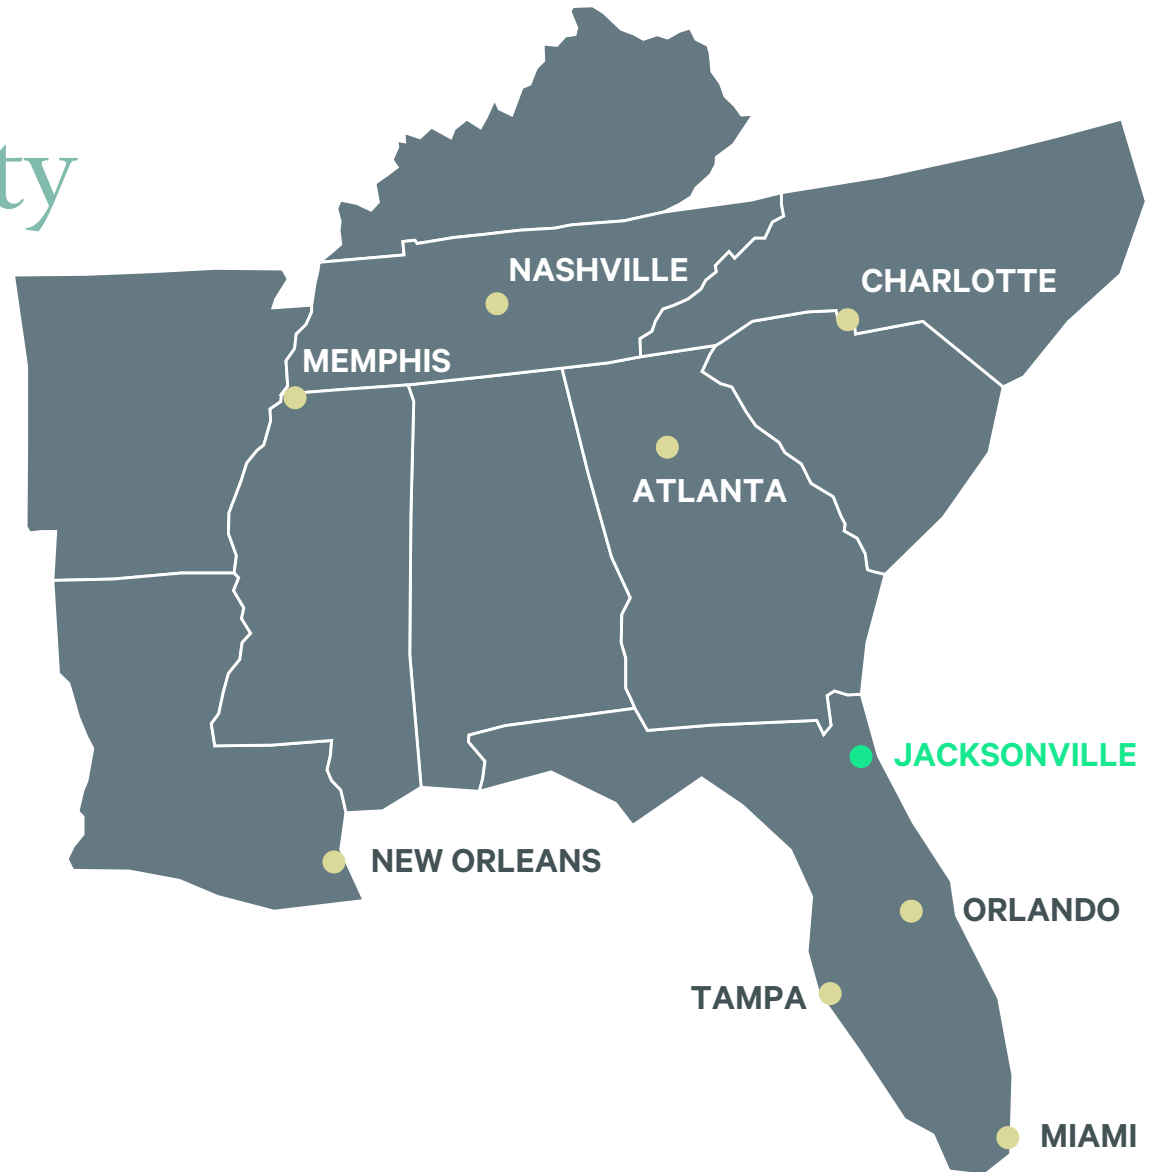 ty
NASHVILLE
CHARLOTTE
MEMPHIS
ATLANTA
JACKSONVILLE
NEW ORLEANS
ORLANDO
TAMPA
MIAMI